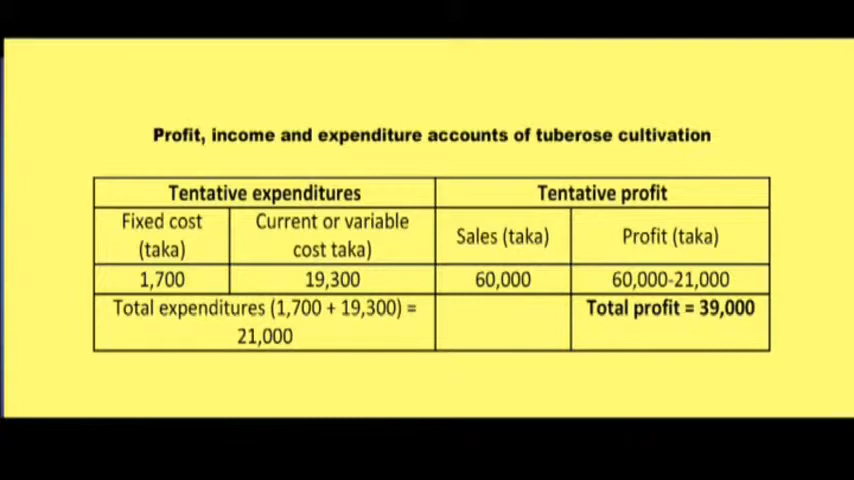 Profit, income and expenditure accounts of tuberose cultivation
Tentative expenditures
Tentative profit
Fixed cost
(taka)
Current or variable
cost taka)
Sales (taka)
Profit (taka)
1,700
19,300
60,000
60,000-21,000
Total expenditures (1,700 + 19,300) =
21,000
Total profit = 39,000